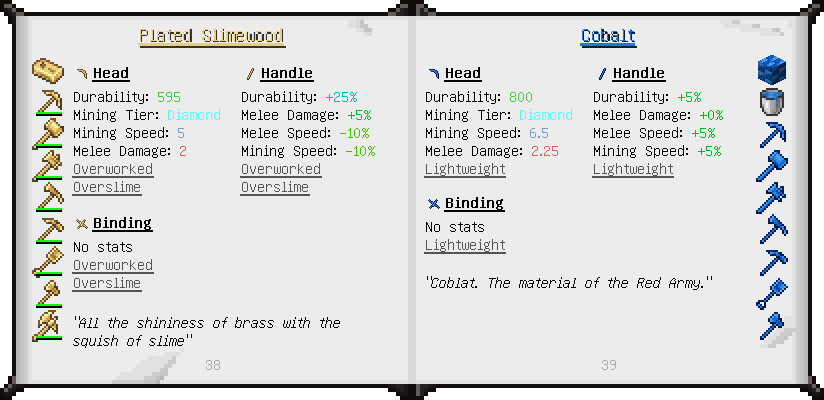 Plated Slimewood
Head
Durability: 595
Mining Tier: Diamond
Mining Speed: 5
Melee Damage: 2
Overworked
Overslime
Handle
Durability: +25%
Melee Damage: +5%
Melee Speed: -10%
Mining Speed: -10%
Overworked
Overslime
Binding
No stats
Overworked
Overslime
"All the shininess of brass with the
squish of slime"
38
Cobalt
Head
Durability: 800
Mining Tier: Diamond
Mining Speed: 6.5
Melee Damage: 2.25
Lightweight
Handle
Durability: +5%
Melee Damage: +0%
Melee Speed: +5%
Mining Speed: +5%
Lightweight
Binding
No stats
Lightweight
"Coblat. The material of the Red Army."
39